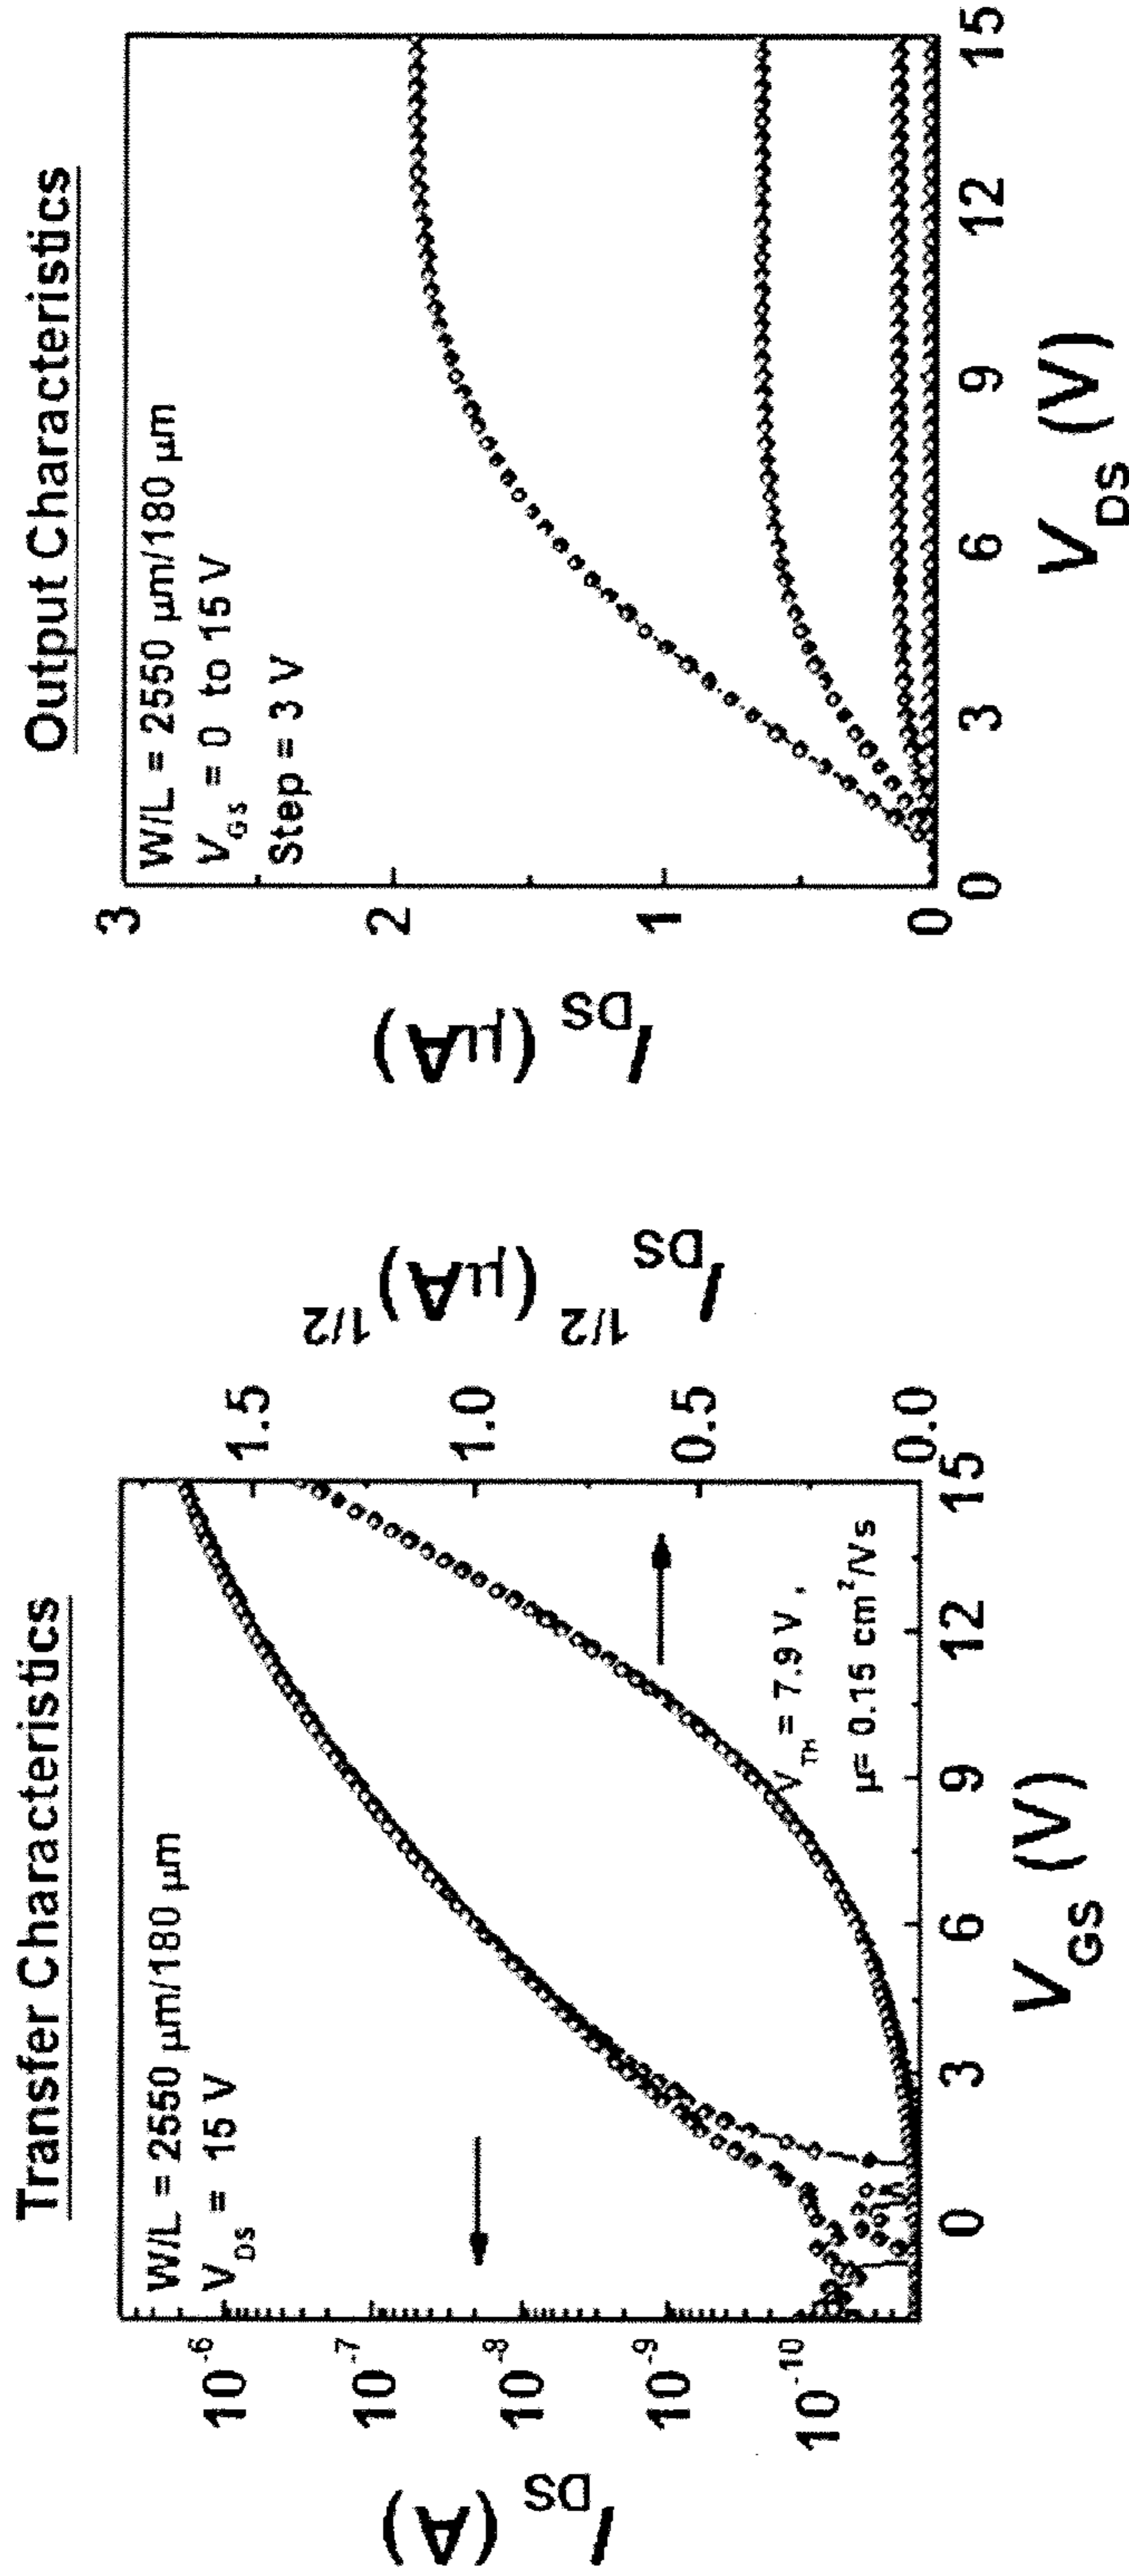 Transfer Characteristics
W/L = 2550 μm/180 μm
V_DS = 15 V
10^-6
10^-7
10^-8
10^-9
10^-10
I_DS (A)
1.5
1.0
0.5
0.0
I_DS^1/2 (μA)^1/2
V_TH = 7.9 V ,
μ= 0.15 cm²/Vs
0 3 6 9 12 15
V_GS (V)
Output Characteristics
W/L = 2550 μm/180 μm
V_GS = 0 to 15 V
Step = 3 V
3
2
1
0
I_DS (μA)
0 3 6 9 12 15
V_DS (V)